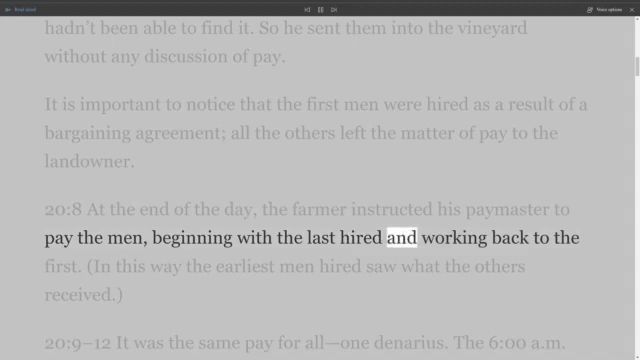 Read aloud
Voice options
hadn't been able to find it. So he sent them into the vineyard
without any discussion of pay.
It is important to notice that the first men were hired as a result of a
bargaining agreement; all the others left the matter of pay to the
landowner.
20:8 At the end of the day, the farmer instructed his paymaster to
pay the men, beginning with the last hired and working back to the
first. (In this way the earliest men hired saw what the others
received.)
20:9–12 It was the same pay for all—one denarius. The 6:00 a.m.